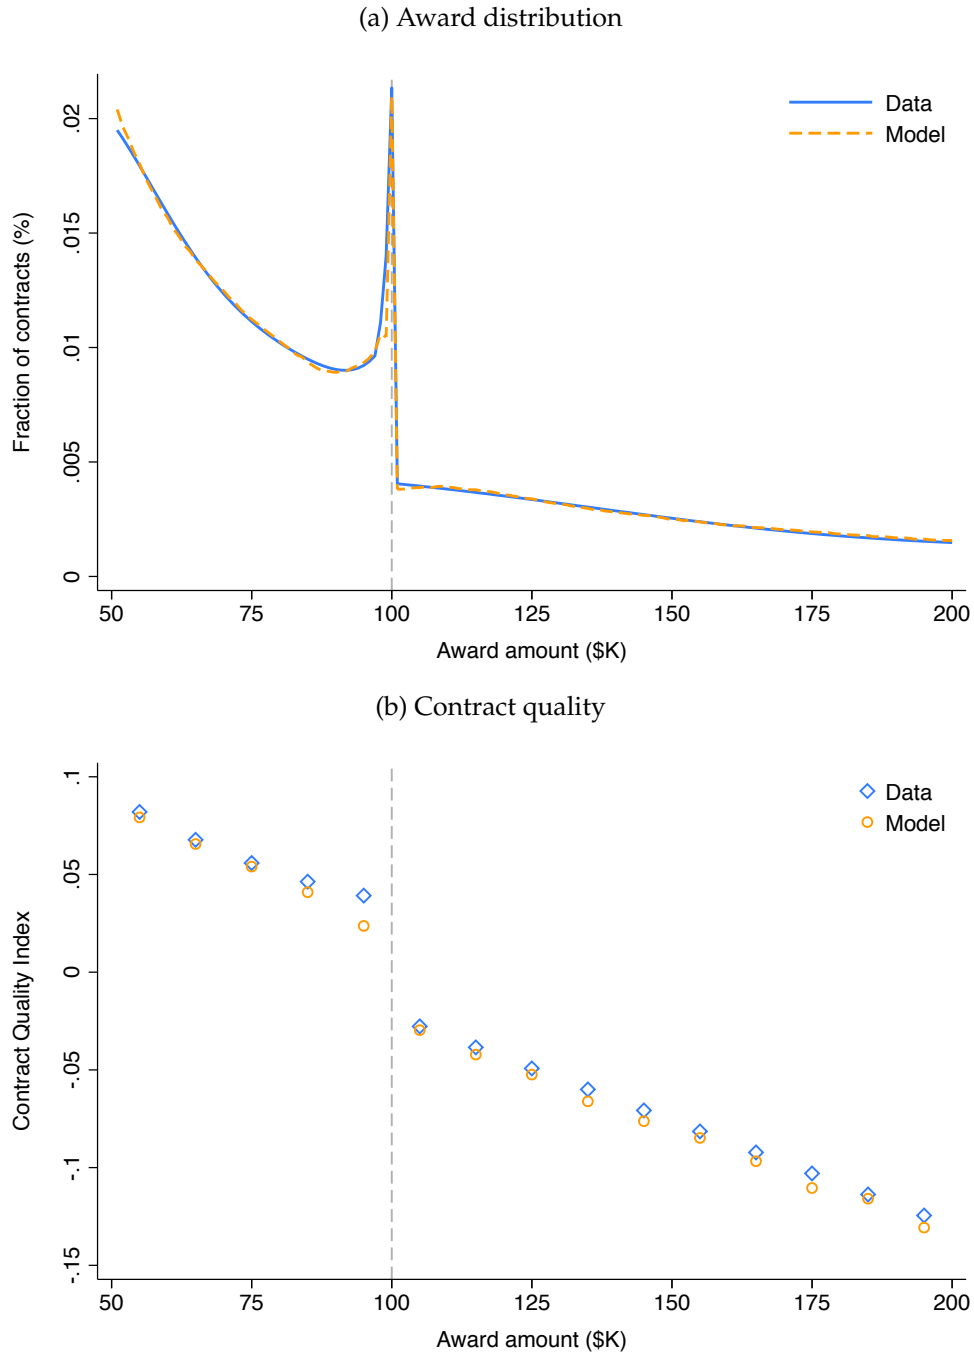 (a) Award distribution
Data
Model
Fraction of contracts (%)
.02
.015
.01
.005
0
50 75 100 125 150 175 200
Award amount ($K)
(b) Contract quality
Data
Model
Contract Quality Index
.1
.05
0
-.05
-.1
-.15
50 75 100 125 150 175 200
Award amount ($K)